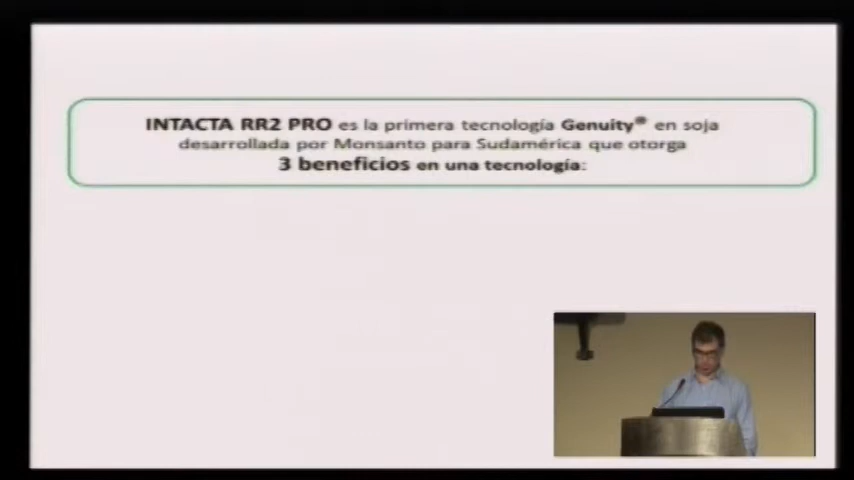 INTACTA RR2 PRO es la primera tecnología Genuity® en soja
desarrollada por Monsanto para Sudamérica que otorga
3 beneficios en una tecnología: